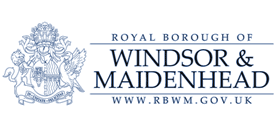 ROYAL BOROUGH OF
WINDSOR &
MAIDENHEAD
WWW.RBWM.GOV.UK